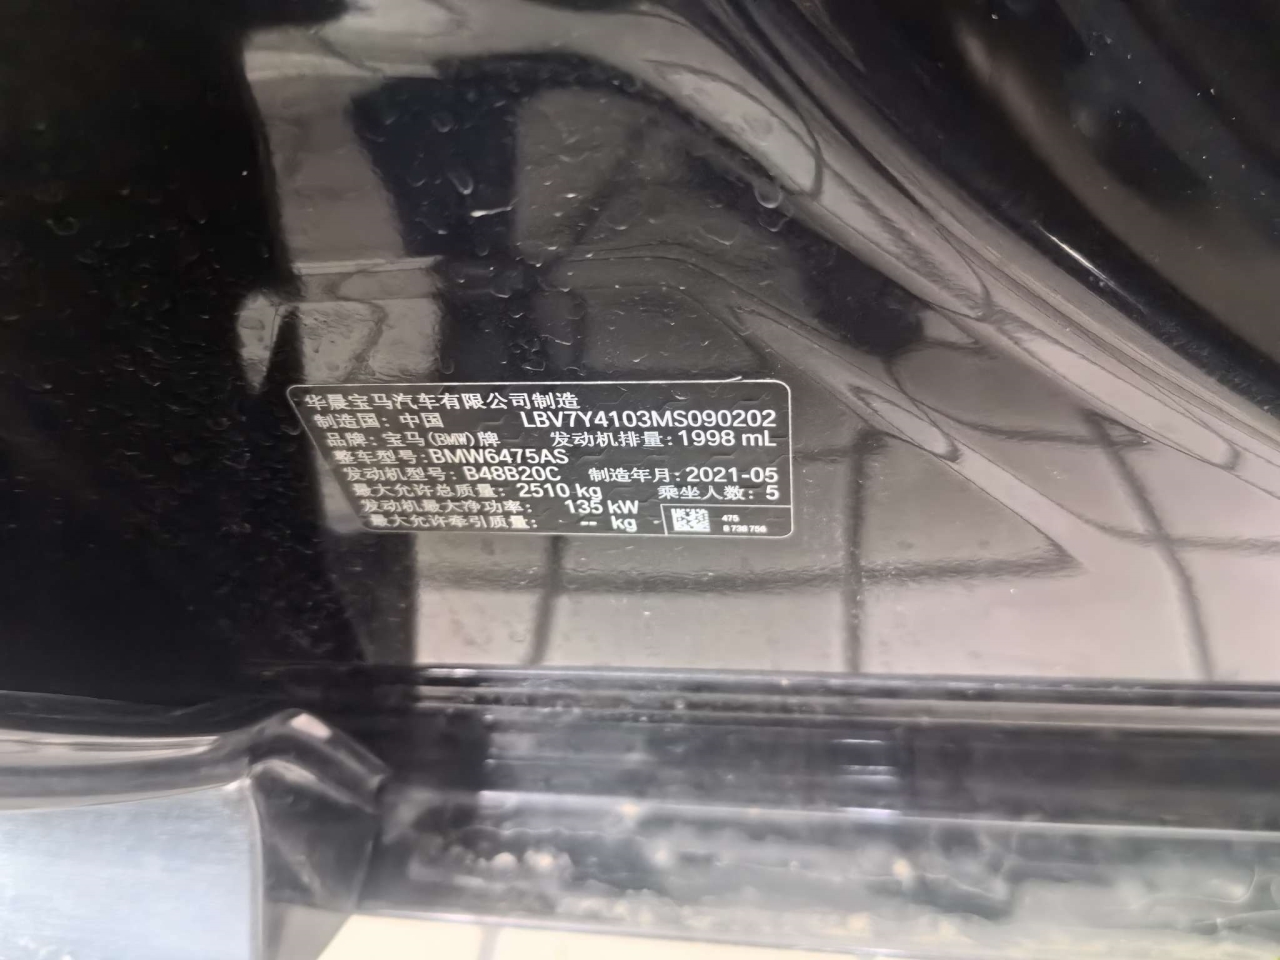 华晨宝马汽车有限公司制造
制造国: 中国 LBV7Y4103MS090202
品牌: 宝马(BMW)牌 发动机排量: 1998 mL
整车型号: BMW6475AS
发动机型号: B48B20C 制造年月: 2021-05
最大允许总质量: 2510 kg 乘坐人数: 5
发动机最大净功率: 135 kW
最大允许牵引质量: -- kg
475